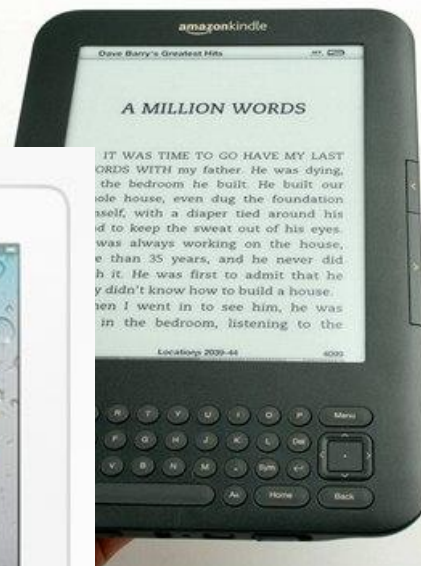 amazonkindle
Dave Barry's Greatest Hits
A MILLION WORDS
IT WAS TIME TO GO HAVE MY LAST
ORDS WITH my father. He was dying,
the bedroom he built. He built our
ole house, even dug the foundation
mself, with a diaper tied around his
d to keep the sweat out of his eyes.
was always working on the house,
e than 35 years, and he never did
h it. He was first to admit that he
y didn't know how to build a house.
en I went in to see him, he was
in the bedroom, listening to the
Locations 2039-44 4099
R T Y U I O P Menu
F G H J K L Del
V B N M . Sym
Aa Home Back